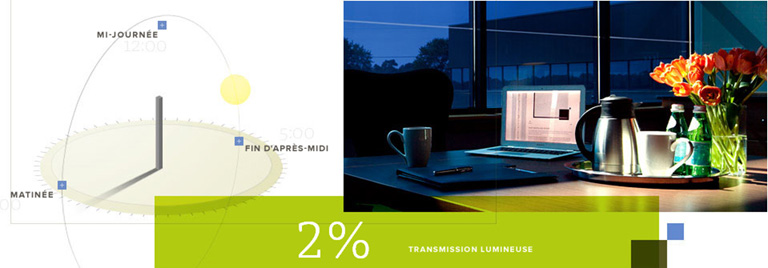 MI-JOURNÉE
12:00
5:00
FIN D'APRÈS-MIDI
MATINÉE
2% TRANSMISSION LUMINEUSE